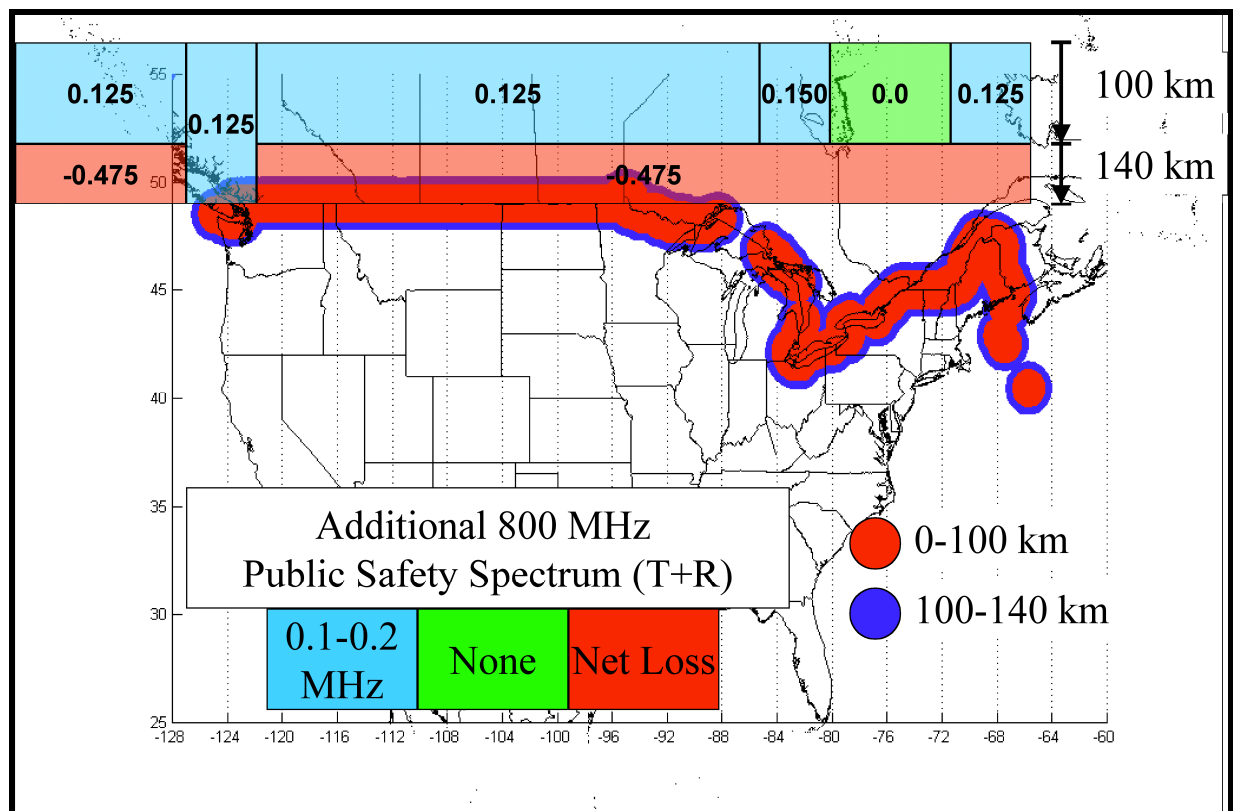 0.125
0.125
0.125
0.150
0.0
0.125
100 km
-0.475
-0.475
140 km
55
50
45
40
35
30
25
Additional 800 MHz
Public Safety Spectrum (T+R)
0-100 km
100-140 km
0.1-0.2
MHz
None
Net Loss
-128 -124 -120 -116 -112 -108 -104 -100 -96 -92 -88 -84 -80 -76 -72 -68 -64 -60